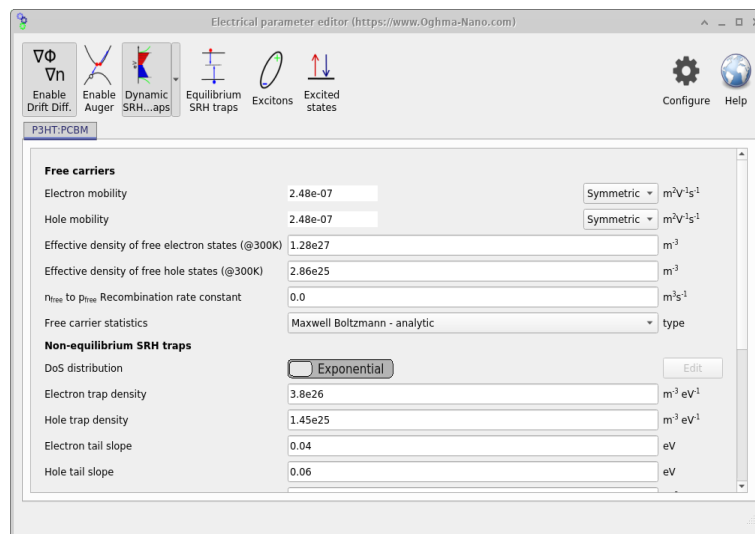 Electrical parameter editor (https://www.Oghma-Nano.com)
∇Φ
∇n
Enable Drift Diff.
Enable Auger
Dynamic SRH...aps
Equilibrium SRH traps
Excitons
Excited states
Configure
Help
P3HT:PCBM
Free carriers
Electron mobility 2.48e-07 Symmetric m²V⁻¹s⁻¹
Hole mobility 2.48e-07 Symmetric m²V⁻¹s⁻¹
Effective density of free electron states (@300K) 1.28e27 m⁻³
Effective density of free hole states (@300K) 2.86e25 m⁻³
nfree to pfree Recombination rate constant 0.0 m³s⁻¹
Free carrier statistics Maxwell Boltzmann - analytic type
Non-equilibrium SRH traps
DoS distribution Exponential Edit
Electron trap density 3.8e26 m⁻³ eV⁻¹
Hole trap density 1.45e25 m⁻³ eV⁻¹
Electron tail slope 0.04 eV
Hole tail slope 0.06 eV